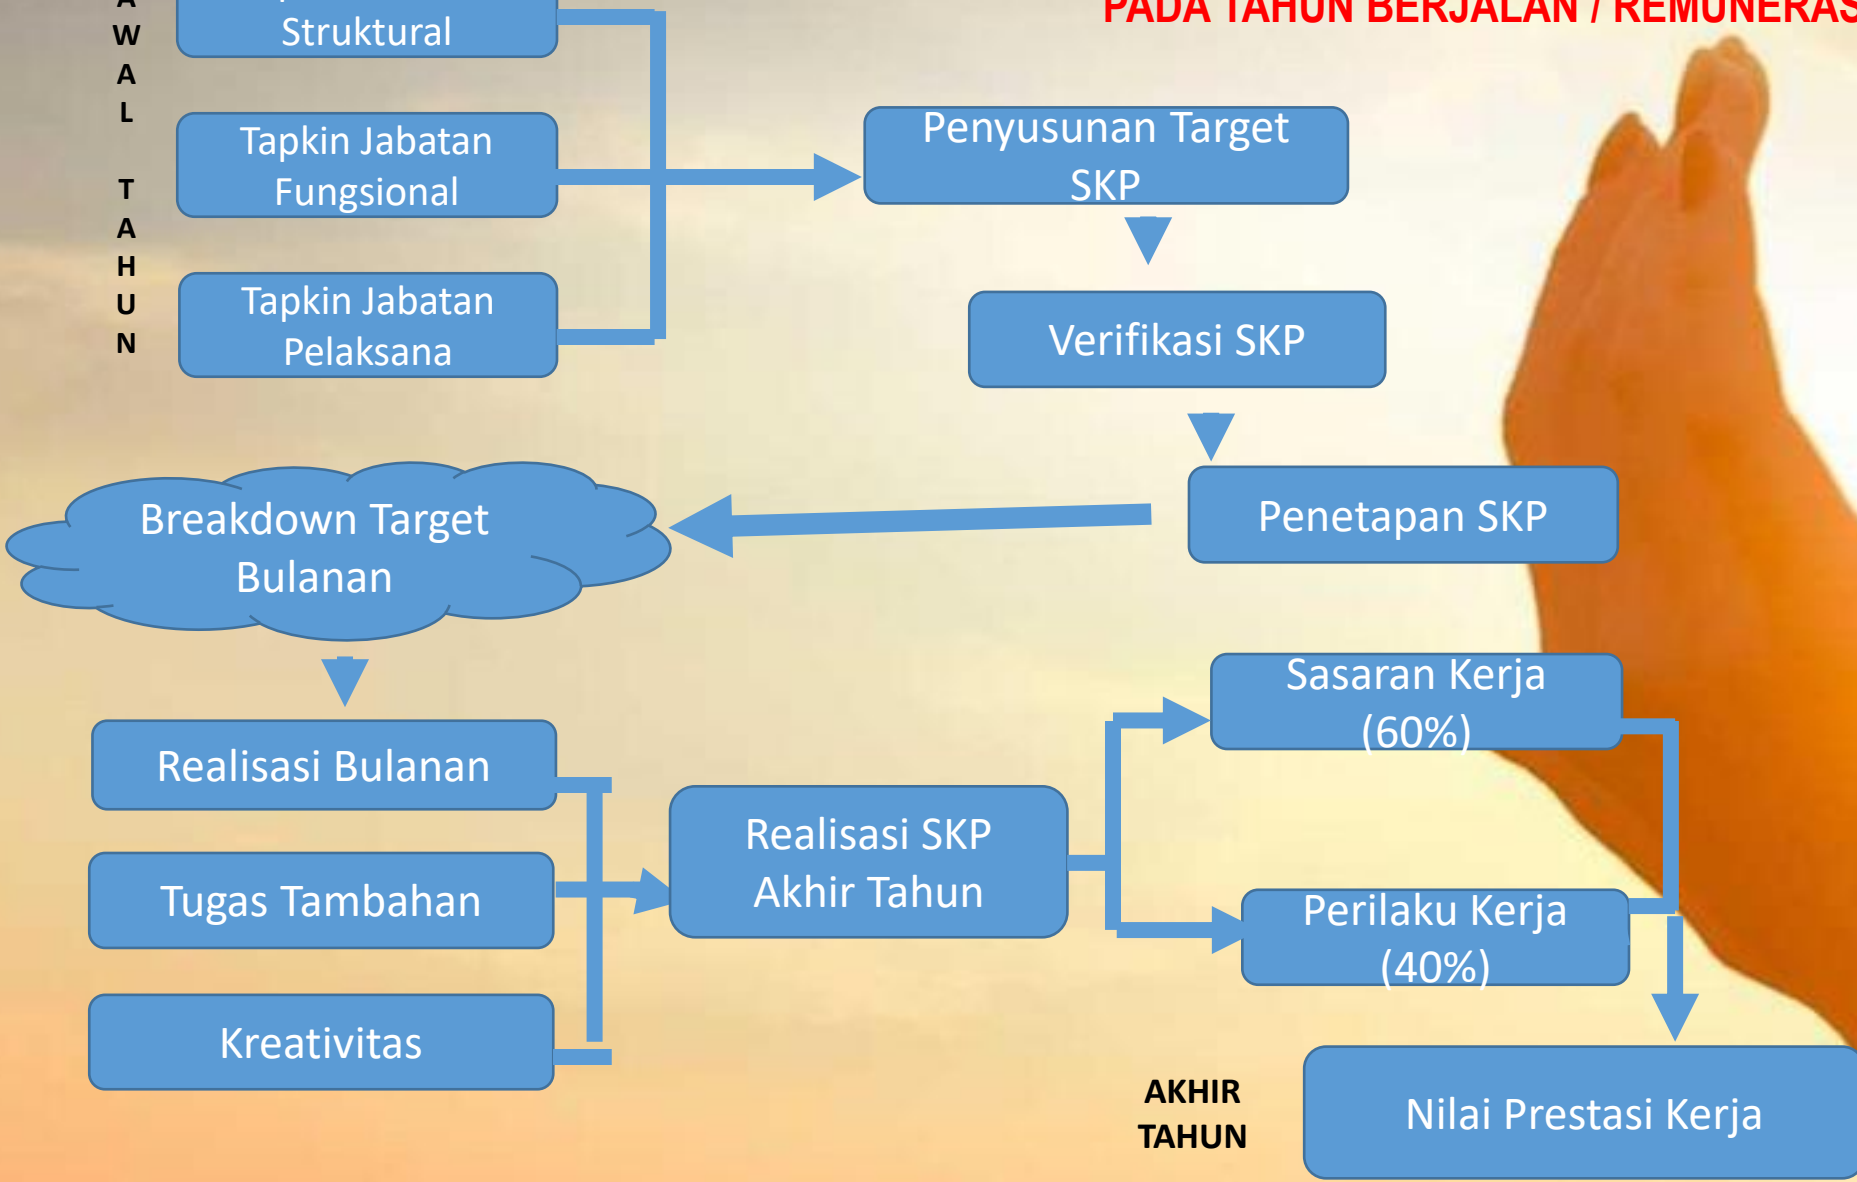 PADA TAHUN BERJALAN / REMUNERAS
A
W
A
L
T
A
H
U
N
Struktural
Tapkin Jabatan
Fungsional
Tapkin Jabatan
Pelaksana
Penyusunan Target
SKP
Verifikasi SKP
Penetapan SKP
Breakdown Target
Bulanan
Realisasi Bulanan
Tugas Tambahan
Kreativitas
Realisasi SKP
Akhir Tahun
Sasaran Kerja
(60%)
Perilaku Kerja
(40%)
AKHIR
TAHUN
Nilai Prestasi Kerja